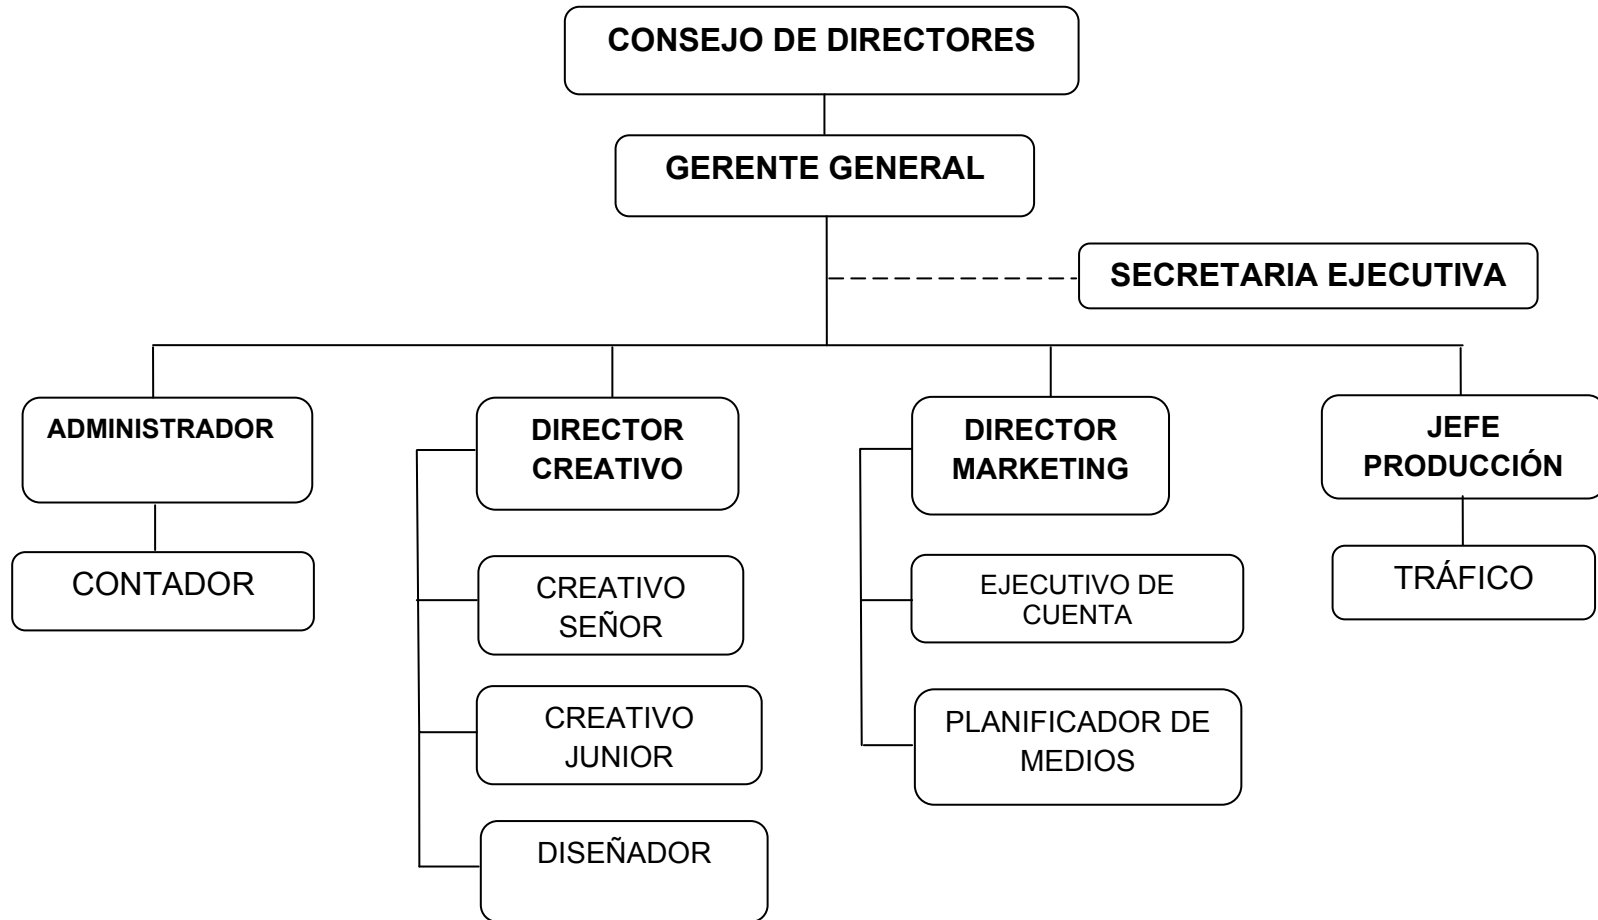 CONSEJO DE DIRECTORES
GERENTE GENERAL
SECRETARIA EJECUTIVA
ADMINISTRADOR
DIRECTOR
CREATIVO
DIRECTOR
MARKETING
JEFE
PRODUCCIÓN
CONTADOR
CREATIVO
SEÑOR
EJECUTIVO DE
CUENTA
TRÁFICO
CREATIVO
JUNIOR
PLANIFICADOR DE
MEDIOS
DISEÑADOR